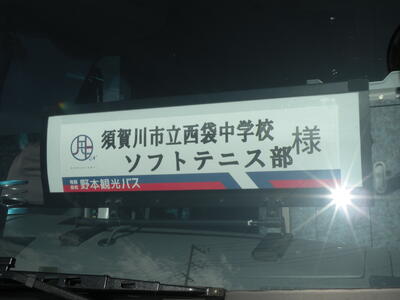 須賀川市立西袋中学校
ソフトテニス部
様
野本観光バス